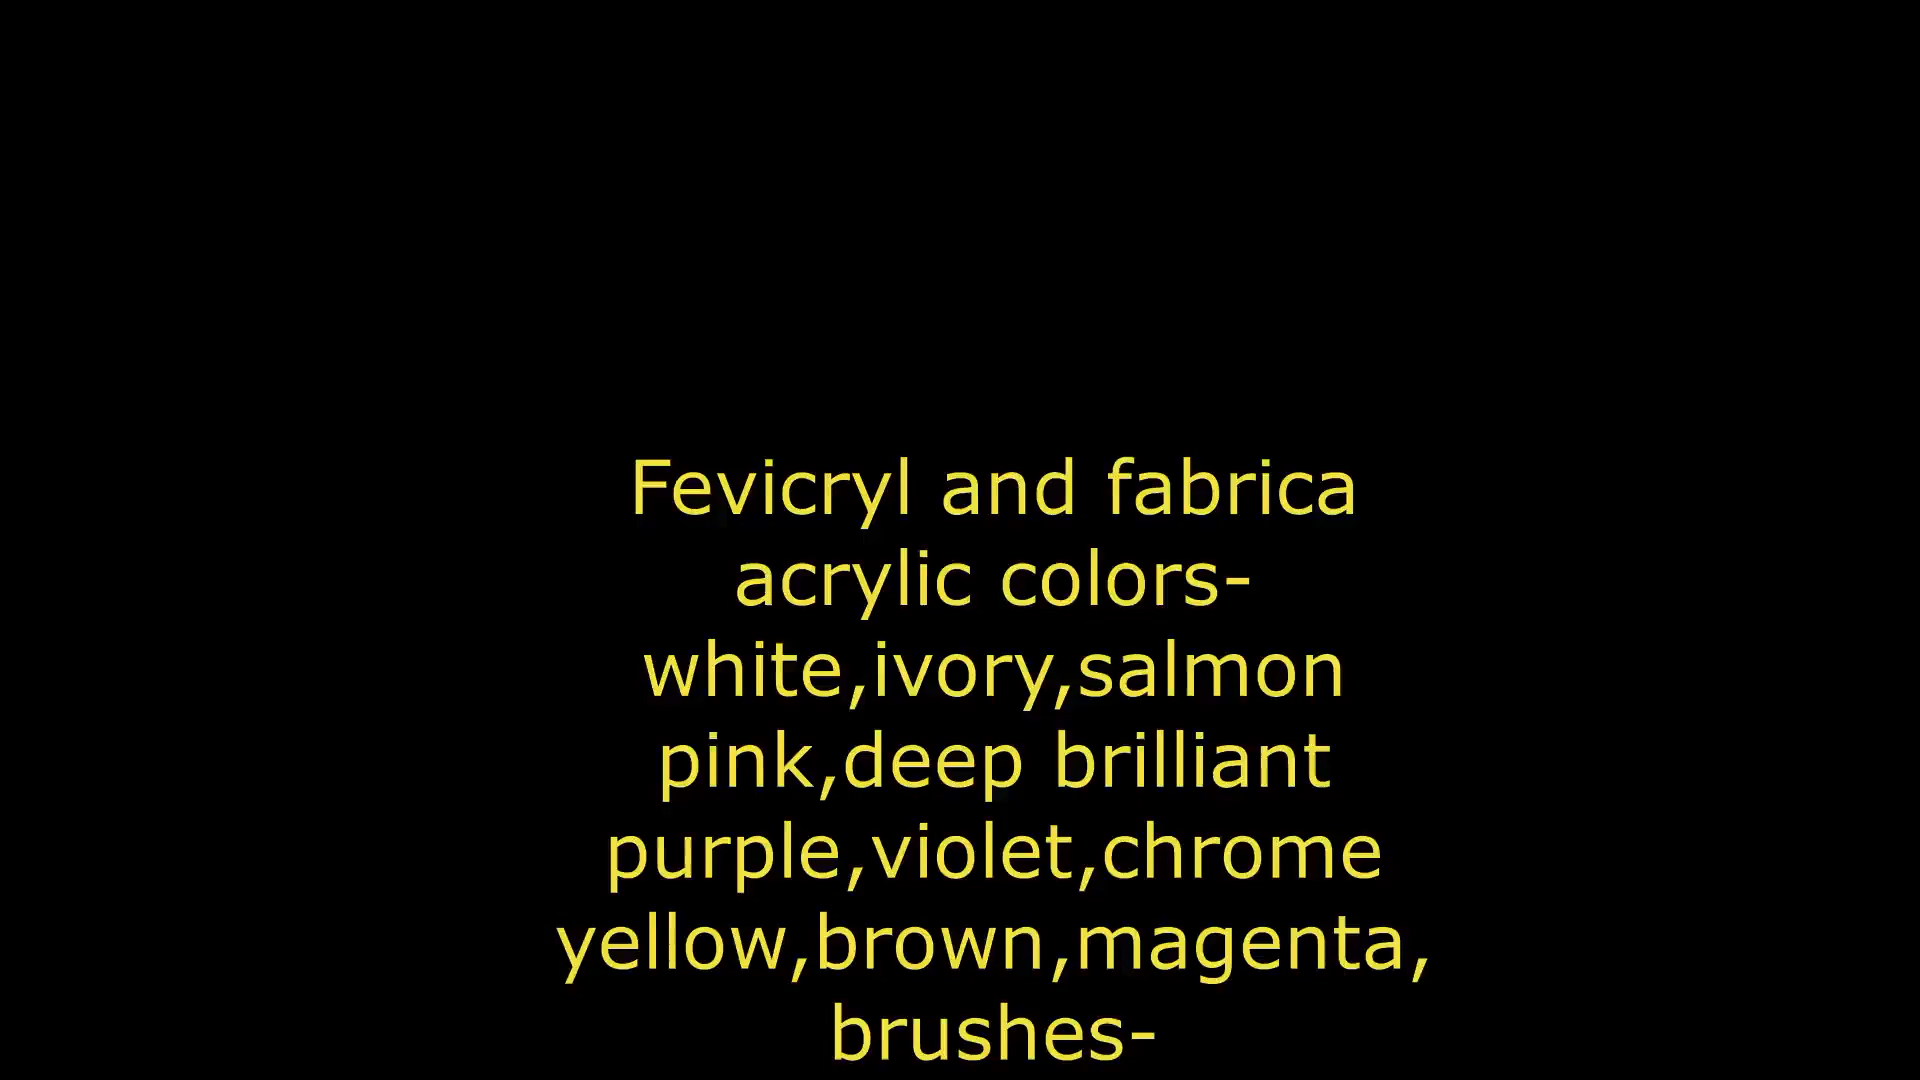 Fevicryl and fabrica
acrylic colors-
white,ivory,salmon
pink,deep brilliant
purple,violet,chrome
yellow,brown,magenta,
brushes-